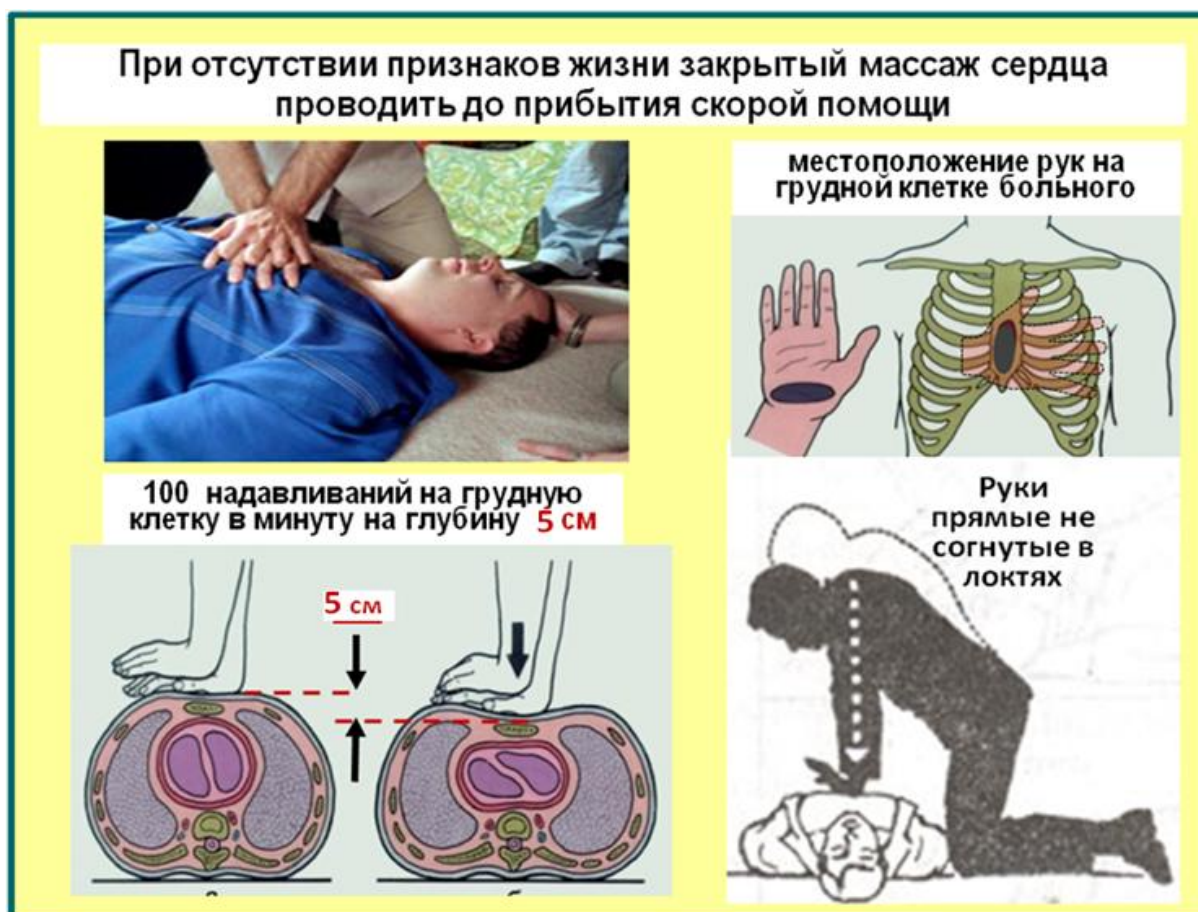 При отсутствии признаков жизни закрытый массаж сердца
проводить до прибытия скорой помощи
местоположение рук на
грудной клетке больного
100 надавливаний на грудную
клетку в минуту на глубину 5 см
5 см
Руки
прямые не
согнутые в
локтях